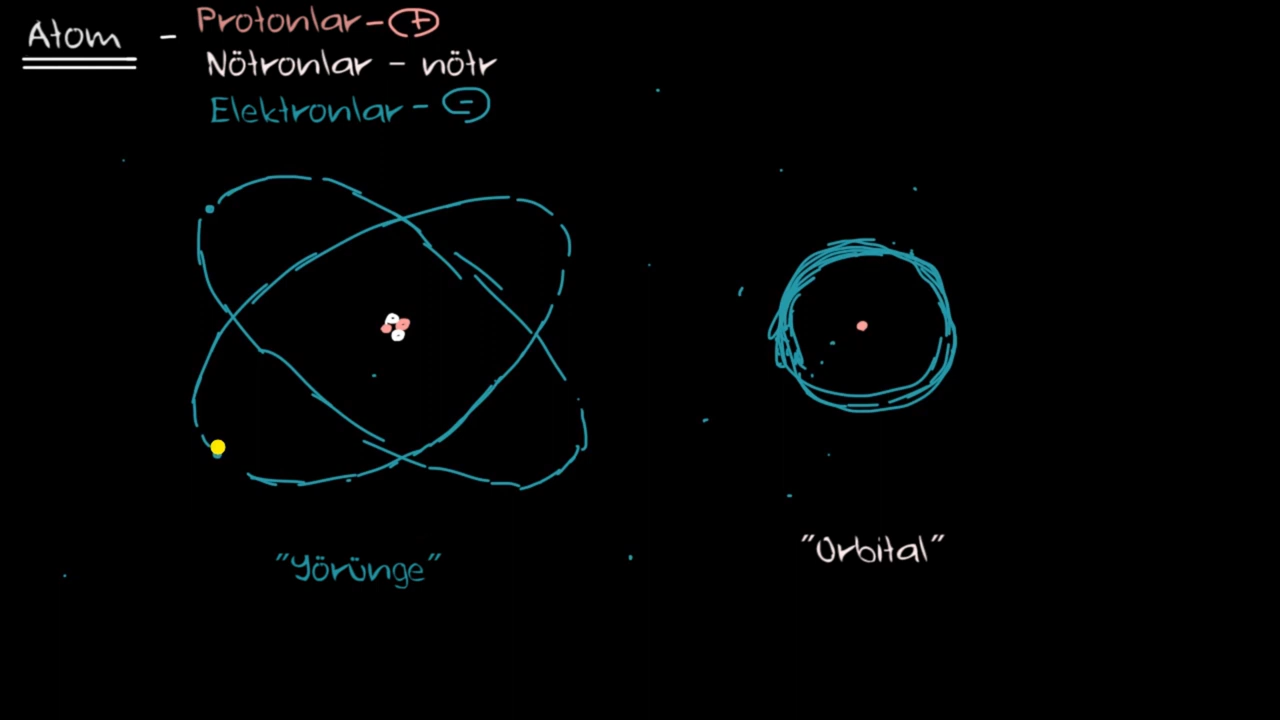 Atom - Protonlar - +
Nötronlar - nötr
Elektronlar - -
"Yörünge"
"Orbital"